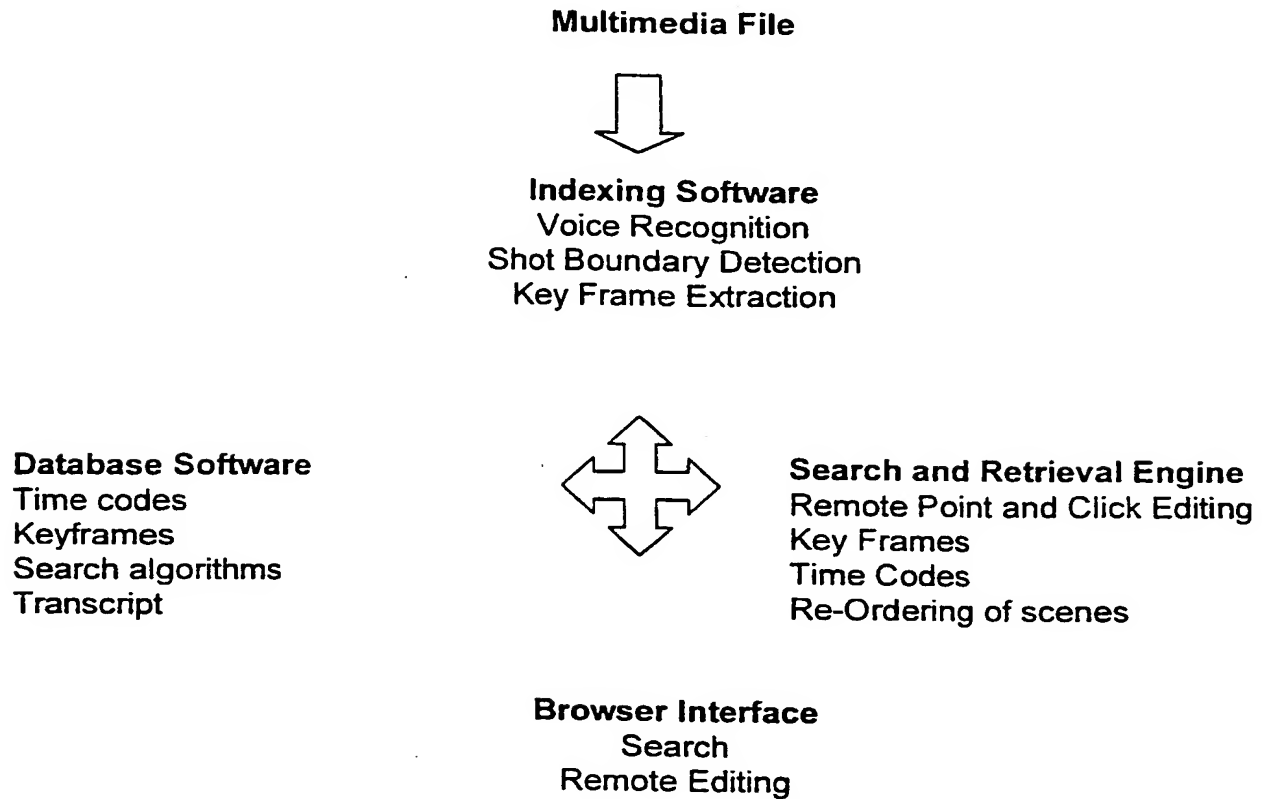 Multimedia File
Indexing Software
Voice Recognition
Shot Boundary Detection
Key Frame Extraction
Database Software
Time codes
Keyframes
Search algorithms
Transcript
Search and Retrieval Engine
Remote Point and Click Editing
Key Frames
Time Codes
Re-Ordering of scenes
Browser Interface
Search
Remote Editing